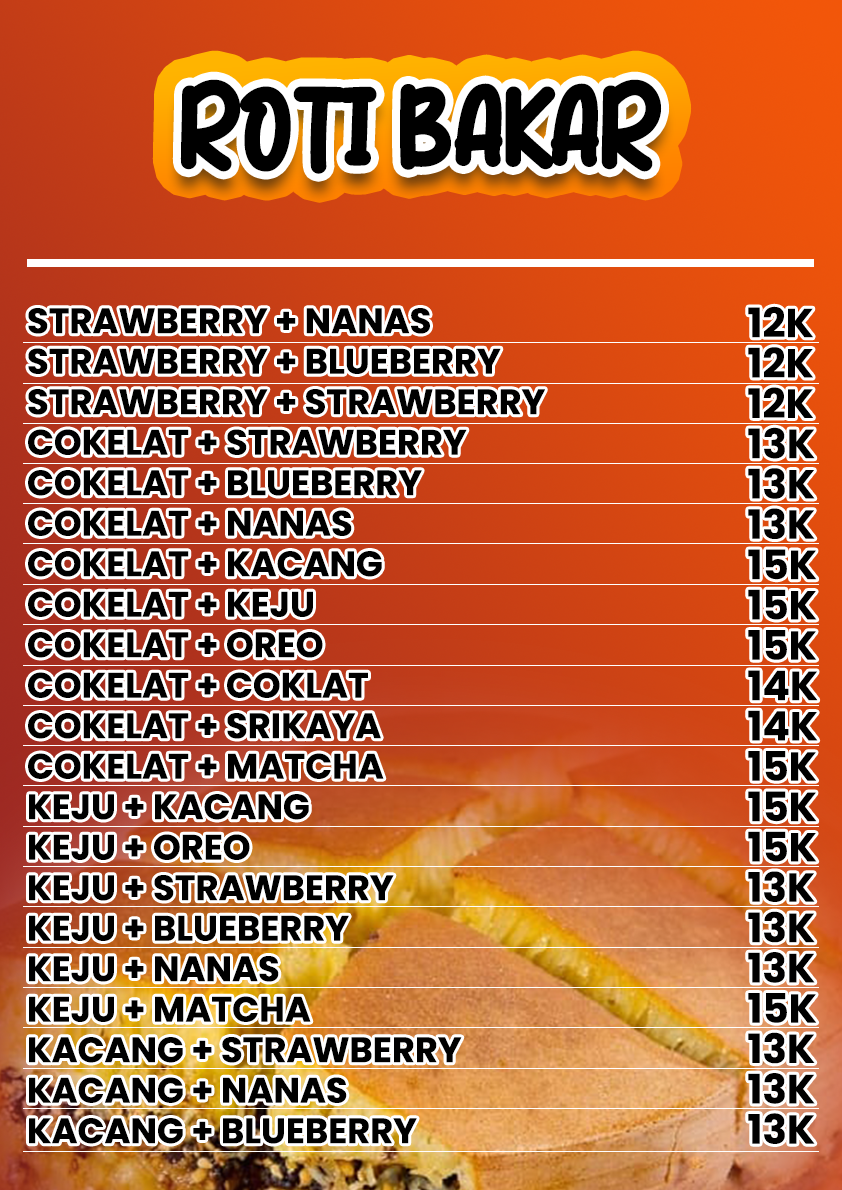 ROTI BAKAR
STRAWBERRY + NANAS 12K
STRAWBERRY + BLUEBERRY 12K
STRAWBERRY + STRAWBERRY 12K
COKELAT + STRAWBERRY 13K
COKELAT + BLUEBERRY 13K
COKELAT + NANAS 13K
COKELAT + KACANG 15K
COKELAT + KEJU 15K
COKELAT + OREO 15K
COKELAT + COKLAT 14K
COKELAT + SRIKAYA 14K
COKELAT + MATCHA 15K
KEJU + KACANG 15K
KEJU + OREO 15K
KEJU + STRAWBERRY 13K
KEJU + BLUEBERRY 13K
KEJU + NANAS 13K
KEJU + MATCHA 15K
KACANG + STRAWBERRY 13K
KACANG + NANAS 13K
KACANG + BLUEBERRY 13K